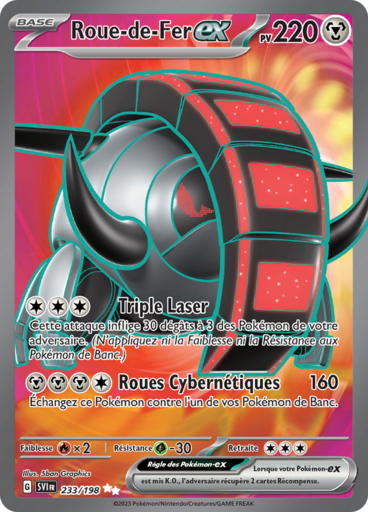 BASE Roue-de-Fer ex PV 220
Triple Laser
Cette attaque inflige 30 dégâts à 3 des Pokémon de votre
adversaire. (N'appliquez ni la Faiblesse ni la Résistance aux
Pokémon de Banc.)
Roues Cybernétiques 160
Échangez ce Pokémon contre l'un de vos Pokémon de Banc.
Faiblesse ×2 Résistance -30 Retraite
Illus. 5ban Graphics
Règle des Pokémon-ex Lorsque votre Pokémon-ex
est mis K.O., l'adversaire récupère 2 cartes Récompense.
G SVI FR 233/198
©2023 Pokémon/Nintendo/Creatures/GAME FREAK